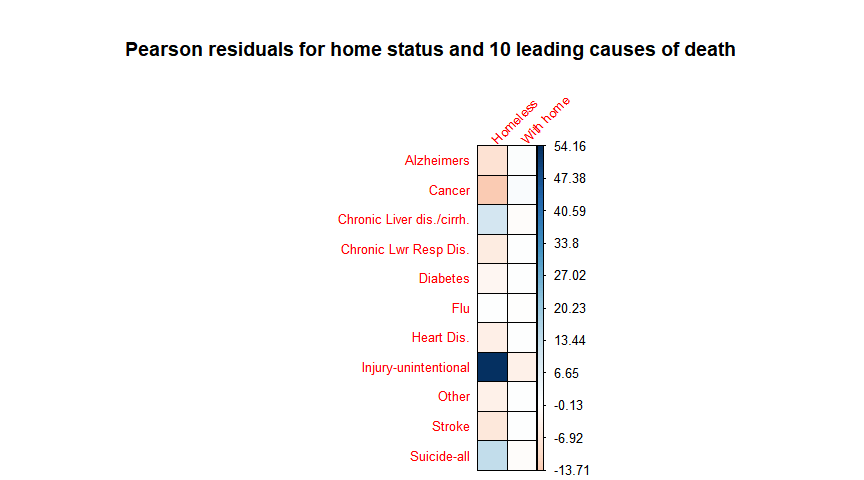 Pearson residuals for home status and 10 leading causes of death
Homeless
With home
Alzheimers
Cancer
Chronic Liver dis./cirrh.
Chronic Lwr Resp Dis.
Diabetes
Flu
Heart Dis.
Injury-unintentional
Other
Stroke
Suicide-all
54.16
47.38
40.59
33.8
27.02
20.23
13.44
6.65
-0.13
-6.92
-13.71